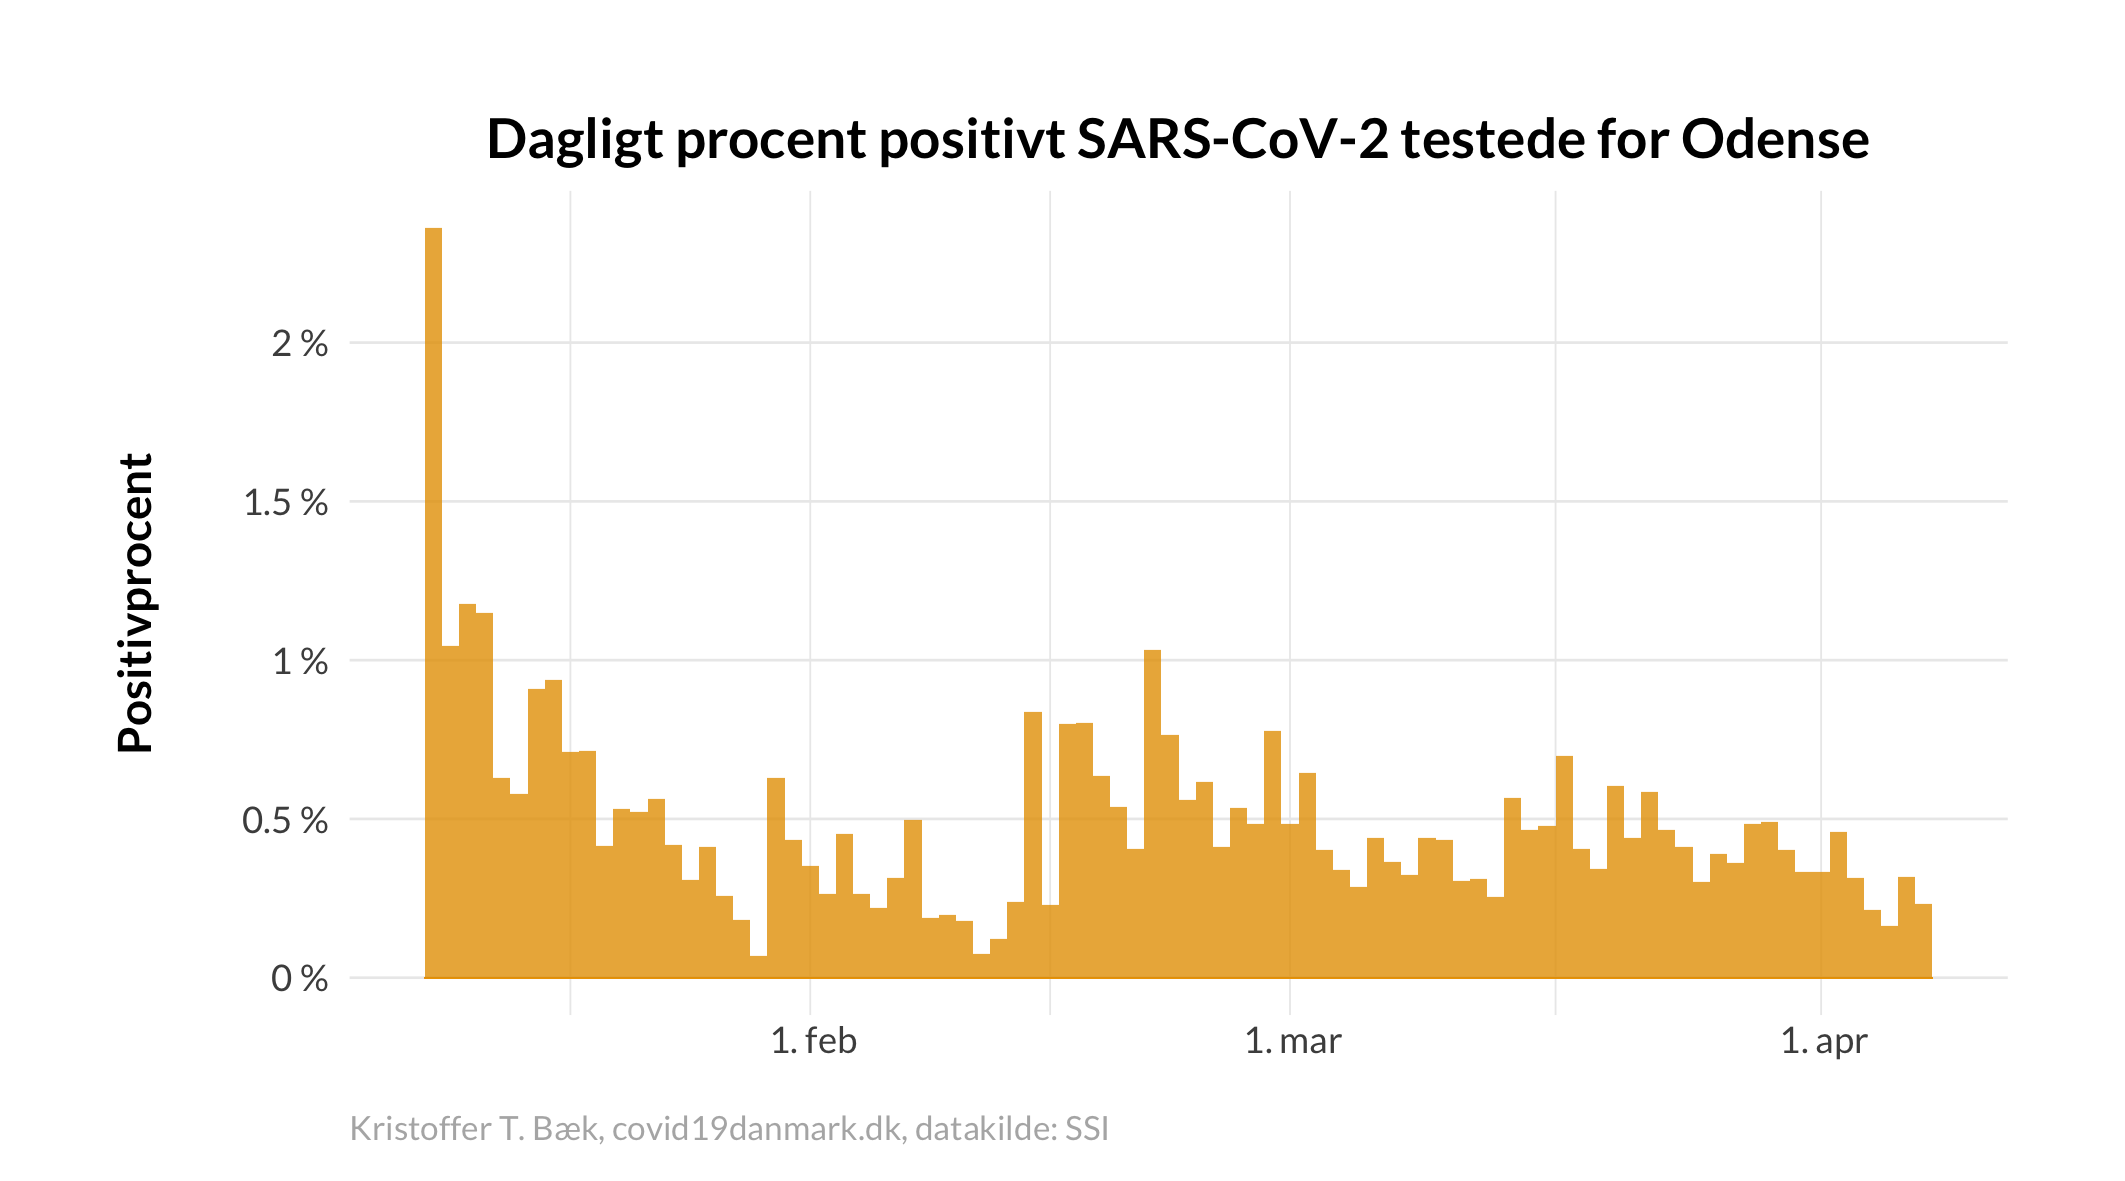 Dagligt procent positivt SARS-CoV-2 testede for Odense
Positivprocent
2 %
1.5 %
1 %
0.5 %
0 %
1. feb
1. mar
1. apr
Kristoffer T. Bæk, covid19danmark.dk, datakilde: SSI